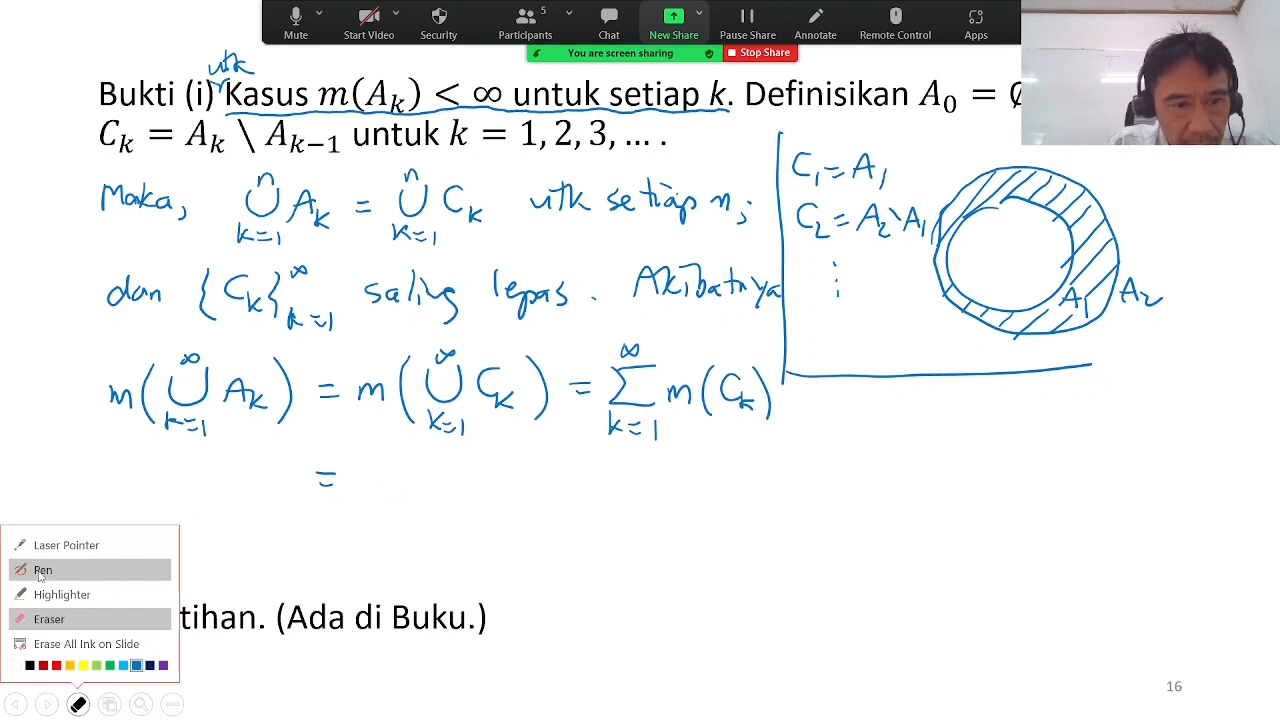 Mute
Start Video
Security
5
Participants
Chat
New Share
Pause Share
Annotate
Remote Control
Apps
You are screen sharing
Stop Share
utk
Bukti (i) Kasus m(A_k) < ∞ untuk setiap k. Definisikan A_0 = ∅
C_k = A_k \ A_{k−1} untuk k = 1, 2, 3, ... .
Maka, ⋃_{k=1}^{n} A_k = ⋃_{k=1}^{n} C_k utk setiap n;
dan {C_k}_{k=1}^{∞} saling lepas. Akibatnya
m(⋃_{k=1}^{∞} A_k) = m(⋃_{k=1}^{∞} C_k) = ∑_{k=1}^{∞} m(C_k)
=
C_1 = A_1
C_2 = A_2 \ A_1
⋮
A_1 A_2
Laser Pointer
Pen
Highlighter
Eraser
tihan. (Ada di Buku.)
Erase All Ink on Slide
16